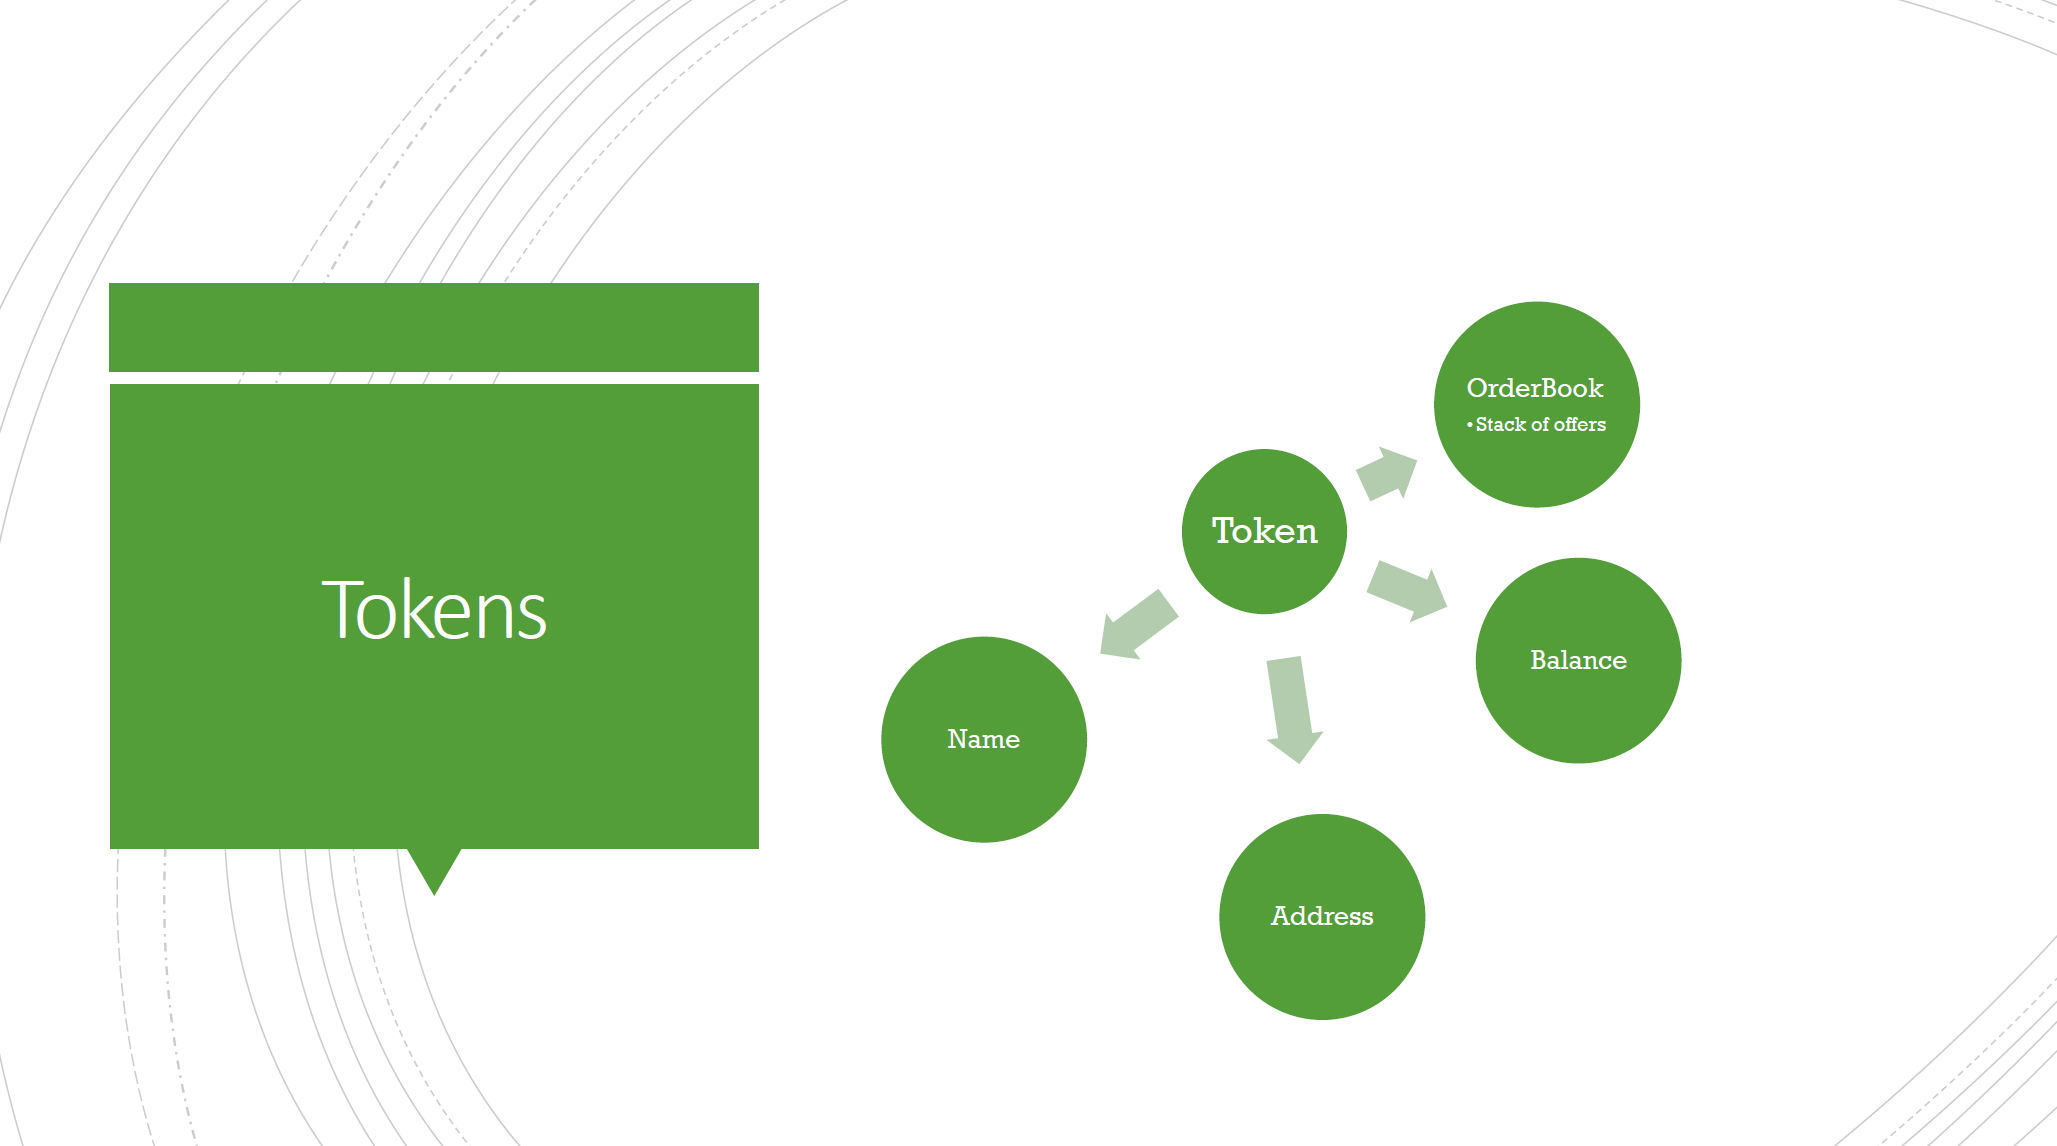 Tokens
Token
OrderBook
• Stack of offers
Balance
Address
Name